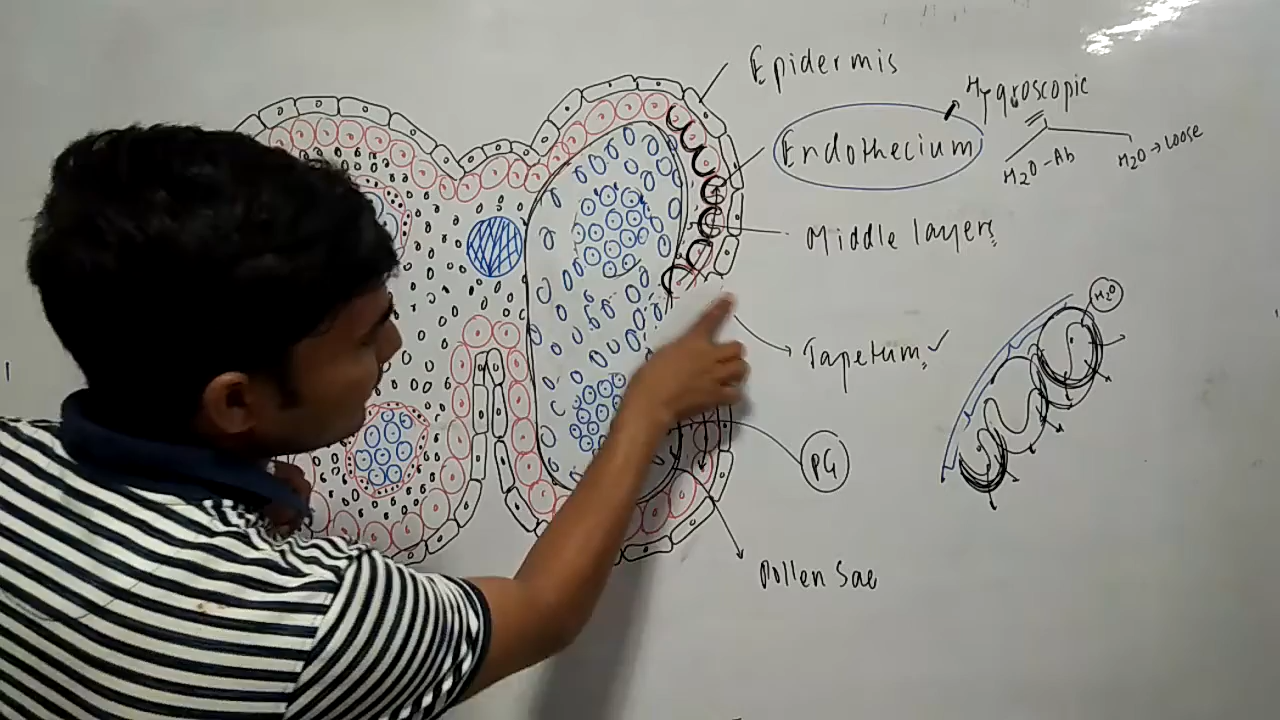 Epidermis
Hygroscopic
Endothecium
H2O-Ab
H2O → Loose
Middle layers
H2O
Tapetum ✓
PG
Pollen Sac